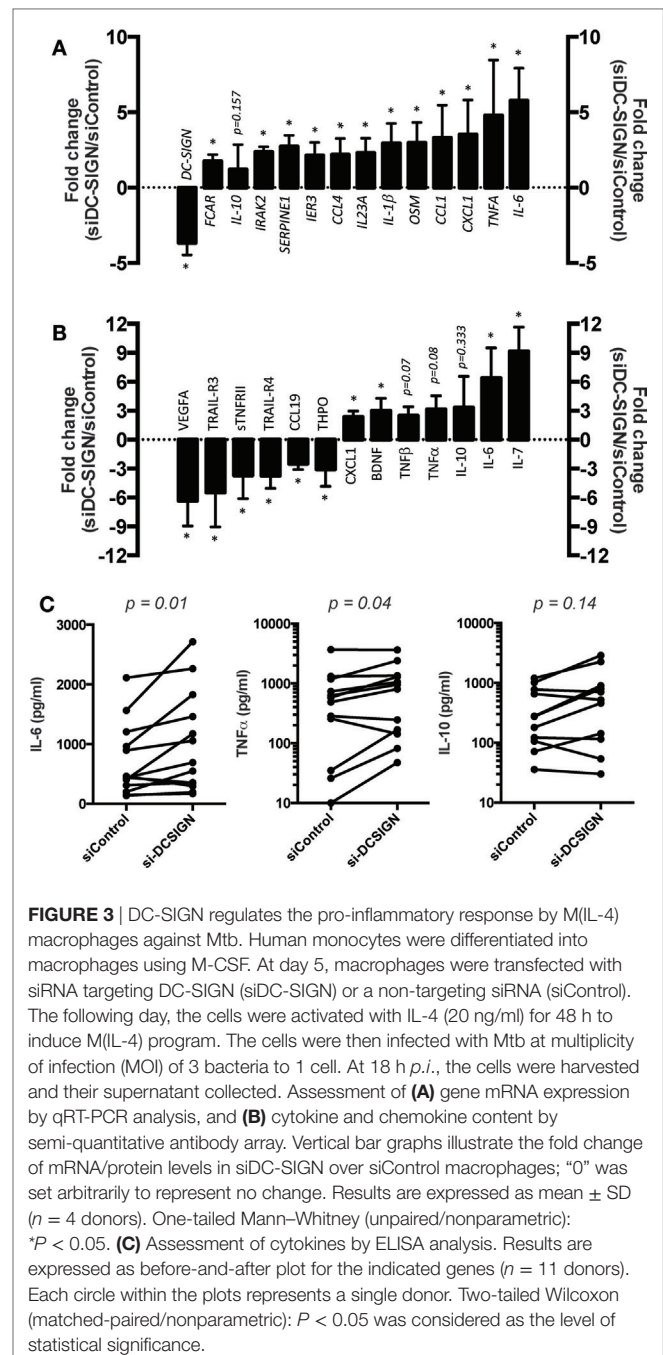 A
Fold change
(siDC-SIGN/siControl)
10
5
0
-5
DC-SIGN
*
FCAR
*
IL-10
p=0.157
IRAK2
*
SERPINE1
*
IER3
*
CCL4
*
IL23A
*
IL-1β
*
OSM
*
CCL1
*
CXCL1
*
TNFA
*
IL-6
*
10
5
0
-5
Fold change
(siDC-SIGN/siControl)
B
Fold change
(siDC-SIGN/siControl)
12
9
6
3
0
-3
-6
-9
-12
VEGFA
*
TRAIL-R3
*
sTNFRII
*
TRAIL-R4
*
CCL19
*
THPO
*
CXCL1
*
BDNF
*
TNFβ
p=0.07
TNFα
p=0.08
IL-10
p=0.333
IL-6
*
IL-7
*
12
9
6
3
0
-3
-6
-9
-12
Fold change
(siDC-SIGN/siControl)
C
p = 0.01
IL-6 (pg/ml)
3000
2000
1000
0
siControl
si-DCSIGN
p = 0.04
TNFα (pg/ml)
10000
1000
100
10
siControl
si-DCSIGN
p = 0.14
IL-10 (pg/ml)
10000
1000
100
10
siControl
si-DCSIGN
FIGURE 3 | DC-SIGN regulates the pro-inflammatory response by M(IL-4)
macrophages against Mtb. Human monocytes were differentiated into
macrophages using M-CSF. At day 5, macrophages were transfected with
siRNA targeting DC-SIGN (siDC-SIGN) or a non-targeting siRNA (siControl).
The following day, the cells were activated with IL-4 (20 ng/ml) for 48 h to
induce M(IL-4) program. The cells were then infected with Mtb at multiplicity
of infection (MOI) of 3 bacteria to 1 cell. At 18 h p.i., the cells were harvested
and their supernatant collected. Assessment of (A) gene mRNA expression
by qRT-PCR analysis, and (B) cytokine and chemokine content by
semi-quantitative antibody array. Vertical bar graphs illustrate the fold change
of mRNA/protein levels in siDC-SIGN over siControl macrophages; “0” was
set arbitrarily to represent no change. Results are expressed as mean ± SD
(n = 4 donors). One-tailed Mann–Whitney (unpaired/nonparametric):
*P < 0.05. (C) Assessment of cytokines by ELISA analysis. Results are
expressed as before-and-after plot for the indicated genes (n = 11 donors).
Each circle within the plots represents a single donor. Two-tailed Wilcoxon
(matched-paired/nonparametric): P < 0.05 was considered as the level of
statistical significance.